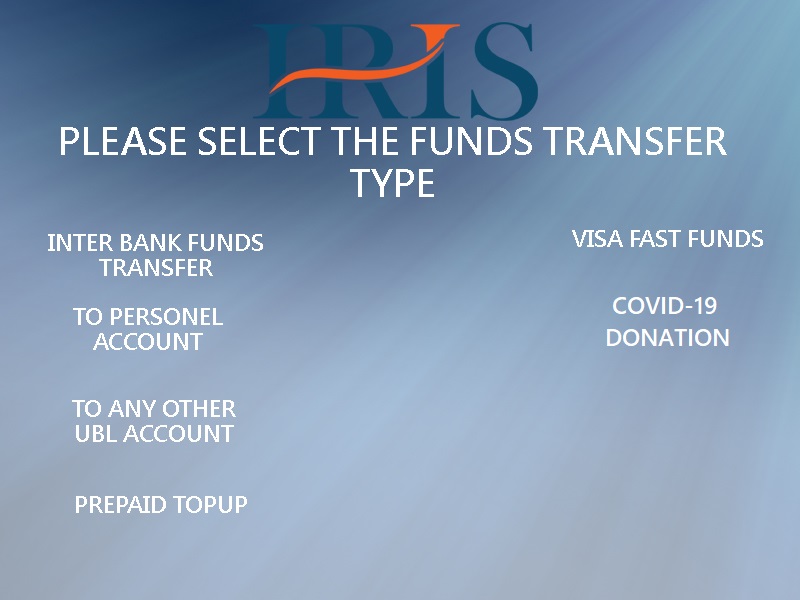 IRIS
PLEASE SELECT THE FUNDS TRANSFER
TYPE
INTER BANK FUNDS
TRANSFER
TO PERSONEL
ACCOUNT
TO ANY OTHER
UBL ACCOUNT
PREPAID TOPUP
VISA FAST FUNDS
COVID-19
DONATION